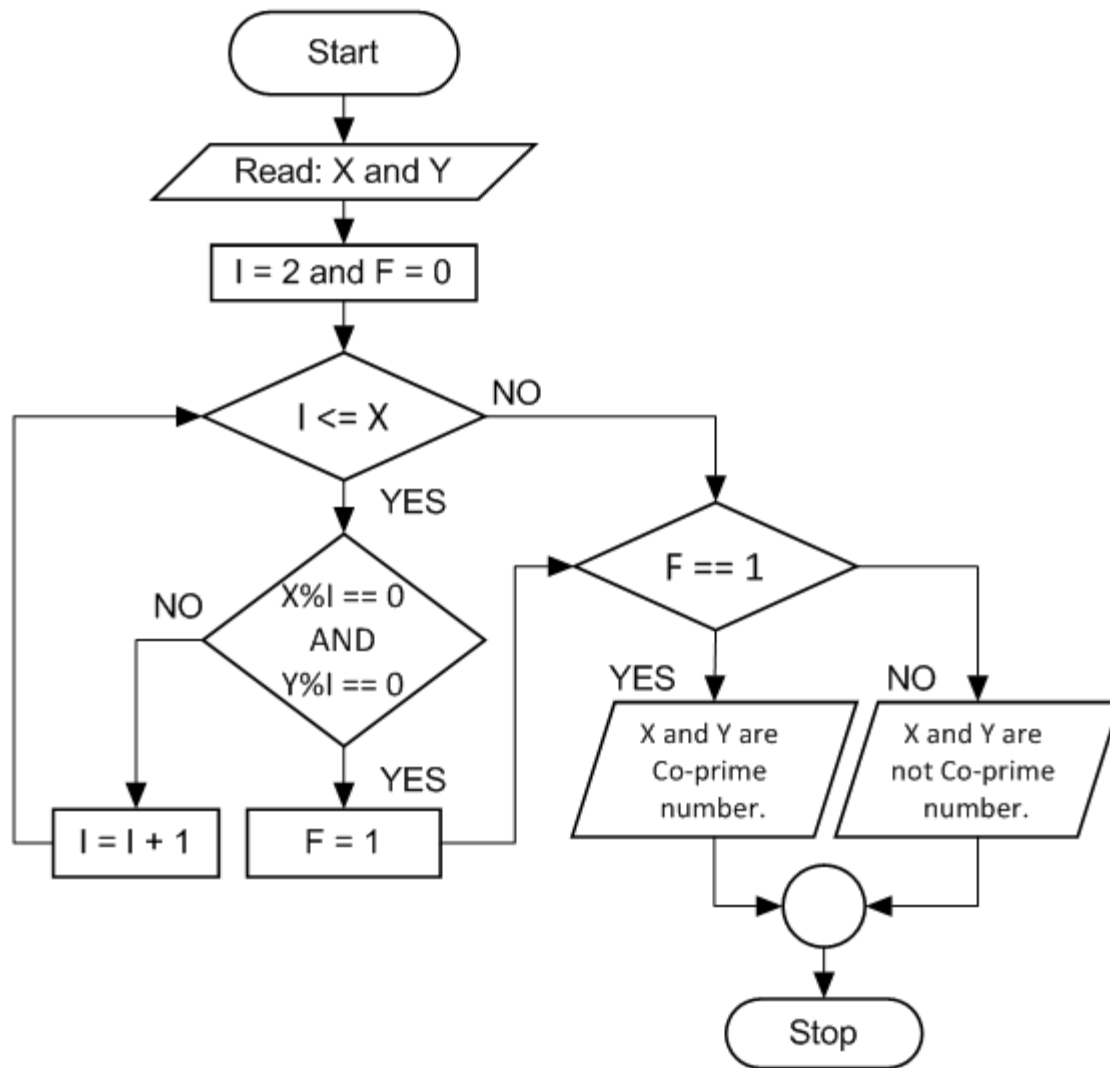 Start
Read: X and Y
I = 2 and F = 0
I <= X
NO
YES
F == 1
X%I == 0
AND
Y%I == 0
NO
YES
I = I + 1
F = 1
YES
NO
X and Y are
Co-prime
number.
X and Y are
not Co-prime
number.
Stop